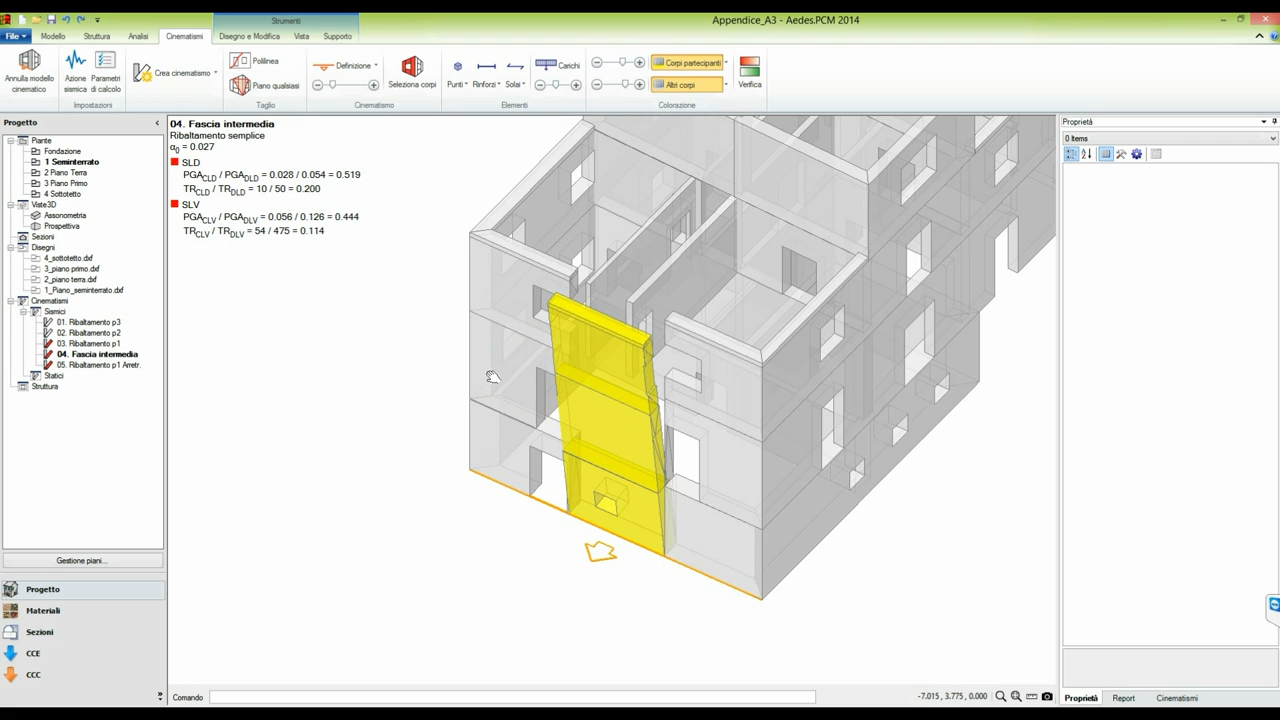 Strumenti
Appendice_A3 - Aedes.PCM 2014
File
Modello
Struttura
Analisi
Cinematismi
Disegno e Modifica
Vista
Supporto
Annulla modello cinematico
Azione sismica
Parametri di calcolo
Impostazioni
Crea cinematismo
Polilinea
Piano qualsiasi
Taglio
Definizione
Cinematismo
Seleziona corpi
Punti
Rinforzi
Solai
Carichi
Elementi
Corpi partecipanti
Altri corpi
Colorazione
Verifica
Progetto
Piante
Fondazione
1 Seminterrato
2 Piano Terra
3 Piano Primo
4 Sottotetto
Viste3D
Assonometria
Prospettiva
Sezioni
Disegni
4_sottotetto.dxf
3_piano primo.dxf
2_piano terra.dxf
1_Piano_seminterrato.dxf
Cinematismi
Sismici
01. Ribaltamento p3
02. Ribaltamento p2
03. Ribaltamento p1
04. Fascia intermedia
05. Ribaltamento p1 Arretr.
Statici
Struttura
Gestione piani...
Progetto
Materiali
Sezioni
CCE
CCC
04. Fascia intermedia
Ribaltamento semplice
α0 = 0.027
SLD
PGACLD / PGADLD = 0.028 / 0.054 = 0.519
TRCLD / TRDLD = 10 / 50 = 0.200
SLV
PGACLV / PGADLV = 0.056 / 0.126 = 0.444
TRCLV / TRDLV = 54 / 475 = 0.114
Comando
-7.015, 3.775, 0.000
Proprietà
0 Items
Proprietà
Report
Cinematismi